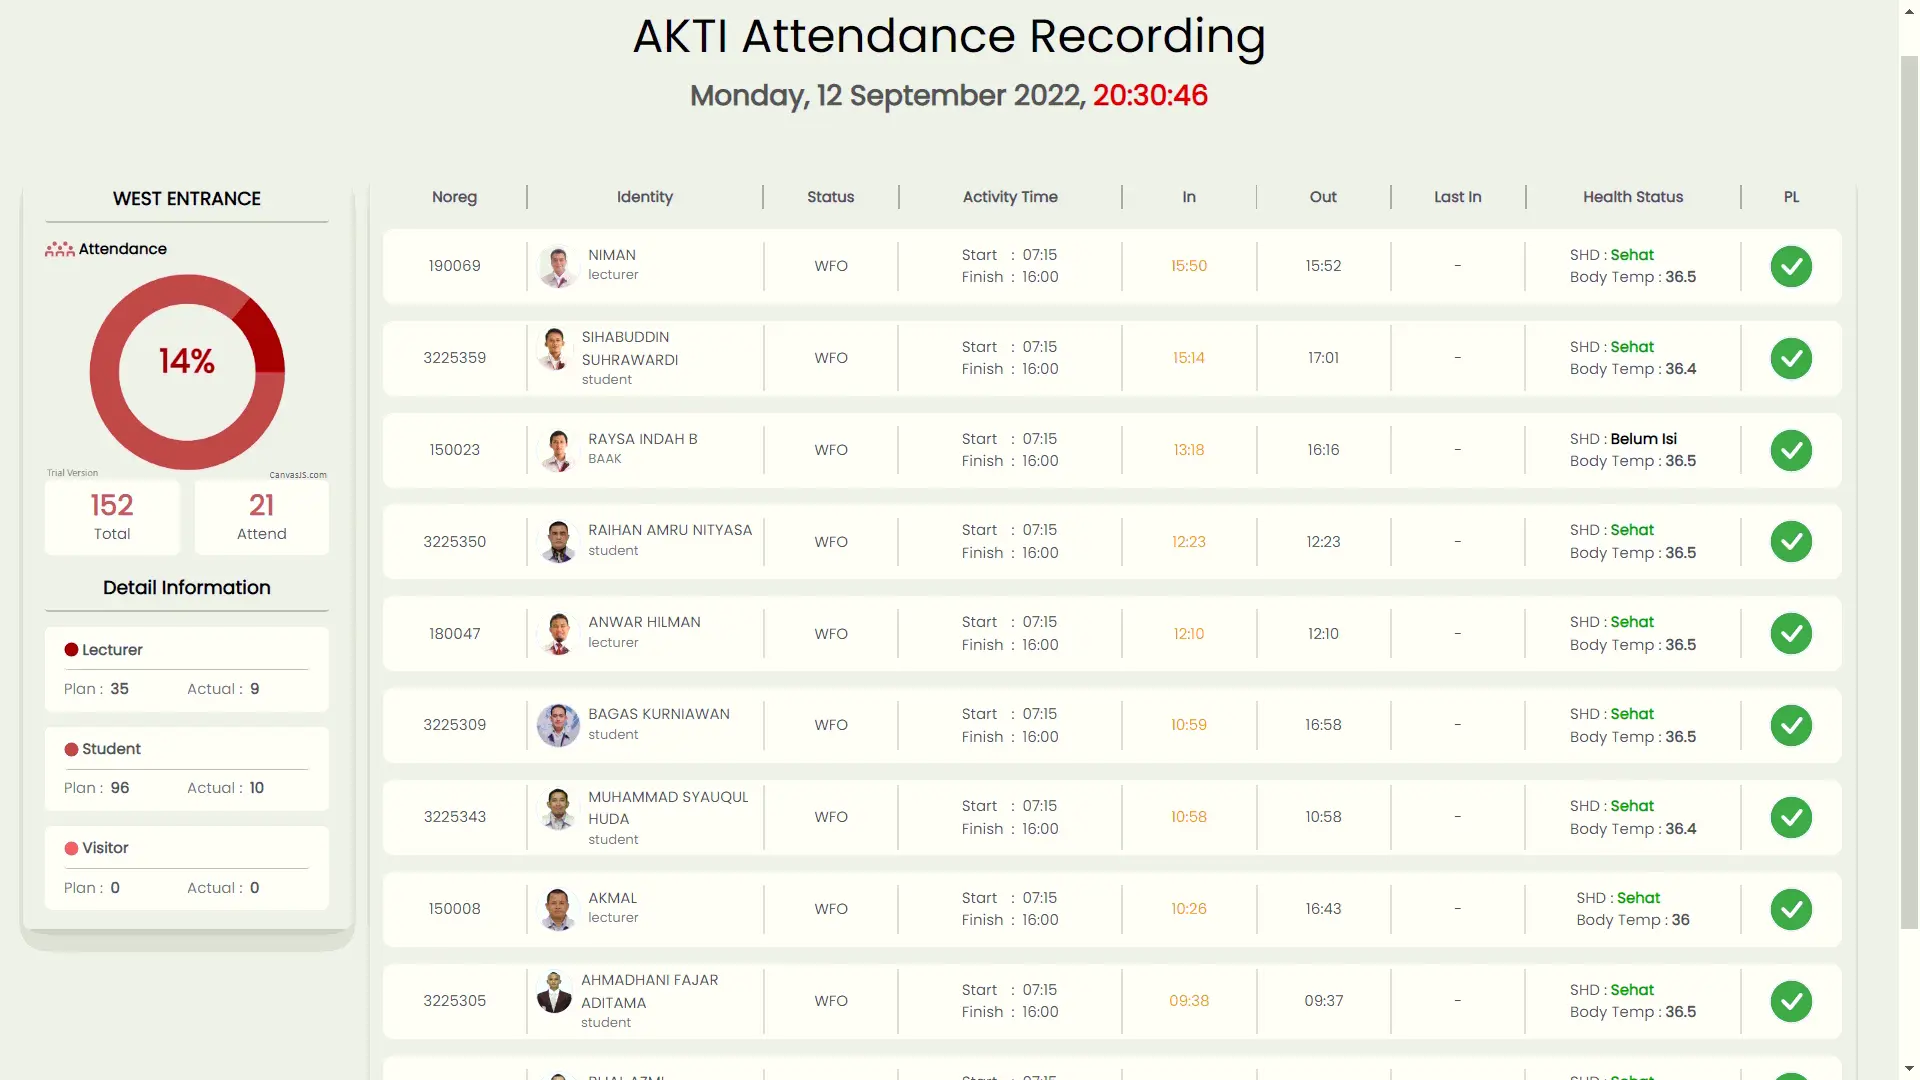 AKTI Attendance Recording
Monday, 12 September 2022, 20:30:46
WEST ENTRANCE
Attendance
14%
Trial Version
CanvasJS.com
152
Total
21
Attend
Detail Information
Lecturer
Plan : 35 Actual : 9
Student
Plan : 96 Actual : 10
Visitor
Plan : 0 Actual : 0
Noreg Identity Status Activity Time In Out Last In Health Status PL
190069
NIMAN
lecturer
WFO
Start : 07:15
Finish : 16:00
15:50
15:52
-
SHD : Sehat
Body Temp : 36.5
3225359
SIHABUDDIN
SUHRAWARDI
student
WFO
Start : 07:15
Finish : 16:00
15:14
17:01
-
SHD : Sehat
Body Temp : 36.4
150023
RAYSA INDAH B
BAAK
WFO
Start : 07:15
Finish : 16:00
13:18
16:16
-
SHD : Belum Isi
Body Temp : 36.5
3225350
RAIHAN AMRU NITYASA
student
WFO
Start : 07:15
Finish : 16:00
12:23
12:23
-
SHD : Sehat
Body Temp : 36.5
180047
ANWAR HILMAN
lecturer
WFO
Start : 07:15
Finish : 16:00
12:10
12:10
-
SHD : Sehat
Body Temp : 36.5
3225309
BAGAS KURNIAWAN
student
WFO
Start : 07:15
Finish : 16:00
10:59
16:58
-
SHD : Sehat
Body Temp : 36.5
3225343
MUHAMMAD SYAUQUL
HUDA
student
WFO
Start : 07:15
Finish : 16:00
10:58
10:58
-
SHD : Sehat
Body Temp : 36.4
150008
AKMAL
lecturer
WFO
Start : 07:15
Finish : 16:00
10:26
16:43
-
SHD : Sehat
Body Temp : 36
3225305
AHMADHANI FAJAR
ADITAMA
student
WFO
Start : 07:15
Finish : 16:00
09:38
09:37
-
SHD : Sehat
Body Temp : 36.5
Start : 07:15
SHD : Sehat